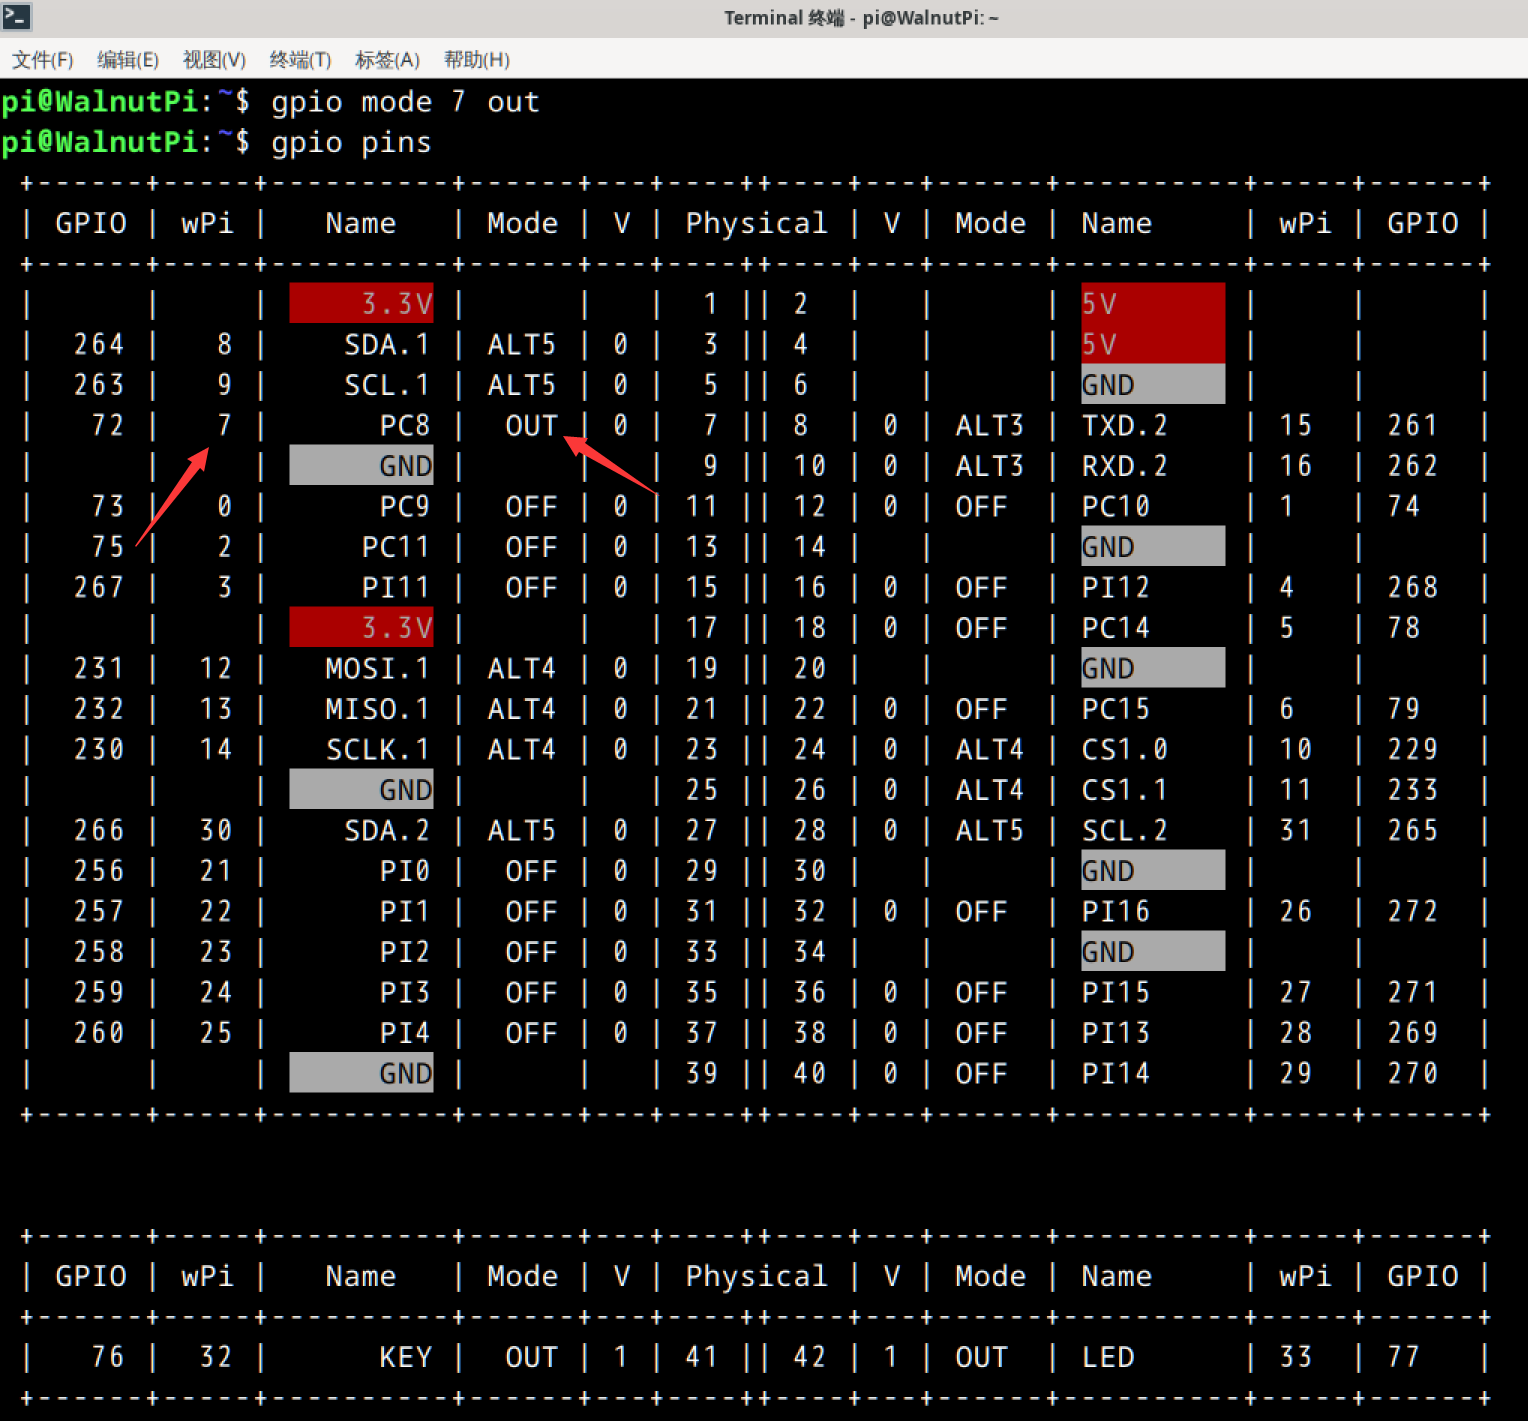 Terminal 终端 - pi@WalnutPi: ~
文件(F) 编辑(E) 视图(V) 终端(T) 标签(A) 帮助(H)
pi@WalnutPi:~$ gpio mode 7 out
pi@WalnutPi:~$ gpio pins
+------+-----+----------+------+---+----++----+---+------+----------+-----+------+
| GPIO | wPi |   Name   | Mode | V | Physical | V | Mode | Name     | wPi | GPIO |
+------+-----+----------+------+---+----++----+---+------+----------+-----+------+
|      |     |     3.3V |      |   |  1 || 2  |   |      | 5V       |     |      |
|  264 |   8 |    SDA.1 | ALT5 | 0 |  3 || 4  |   |      | 5V       |     |      |
|  263 |   9 |    SCL.1 | ALT5 | 0 |  5 || 6  |   |      | GND      |     |      |
|   72 |   7 |      PC8 |  OUT | 0 |  7 || 8  | 0 | ALT3 | TXD.2    | 15  | 261  |
|      |     |      GND |      |   |  9 || 10 | 0 | ALT3 | RXD.2    | 16  | 262  |
|   73 |   0 |      PC9 |  OFF | 0 | 11 || 12 | 0 | OFF  | PC10     | 1   | 74   |
|   75 |   2 |     PC11 |  OFF | 0 | 13 || 14 |   |      | GND      |     |      |
|  267 |   3 |     PI11 |  OFF | 0 | 15 || 16 | 0 | OFF  | PI12     | 4   | 268  |
|      |     |     3.3V |      |   | 17 || 18 | 0 | OFF  | PC14     | 5   | 78   |
|  231 |  12 |   MOSI.1 | ALT4 | 0 | 19 || 20 |   |      | GND      |     |      |
|  232 |  13 |   MISO.1 | ALT4 | 0 | 21 || 22 | 0 | OFF  | PC15     | 6   | 79   |
|  230 |  14 |   SCLK.1 | ALT4 | 0 | 23 || 24 | 0 | ALT4 | CS1.0    | 10  | 229  |
|      |     |      GND |      |   | 25 || 26 | 0 | ALT4 | CS1.1    | 11  | 233  |
|  266 |  30 |    SDA.2 | ALT5 | 0 | 27 || 28 | 0 | ALT5 | SCL.2    | 31  | 265  |
|  256 |  21 |      PI0 |  OFF | 0 | 29 || 30 |   |      | GND      |     |      |
|  257 |  22 |      PI1 |  OFF | 0 | 31 || 32 | 0 | OFF  | PI16     | 26  | 272  |
|  258 |  23 |      PI2 |  OFF | 0 | 33 || 34 |   |      | GND      |     |      |
|  259 |  24 |      PI3 |  OFF | 0 | 35 || 36 | 0 | OFF  | PI15     | 27  | 271  |
|  260 |  25 |      PI4 |  OFF | 0 | 37 || 38 | 0 | OFF  | PI13     | 28  | 269  |
|      |     |      GND |      |   | 39 || 40 | 0 | OFF  | PI14     | 29  | 270  |
+------+-----+----------+------+---+----++----+---+------+----------+-----+------+
+------+-----+----------+------+---+----++----+---+------+----------+-----+------+
| GPIO | wPi |   Name   | Mode | V | Physical | V | Mode | Name     | wPi | GPIO |
+------+-----+----------+------+---+----++----+---+------+----------+-----+------+
|   76 |  32 |      KEY |  OUT | 1 | 41 || 42 | 1 | OUT  | LED      | 33  | 77   |
+------+-----+----------+------+---+----++----+---+------+----------+-----+------+